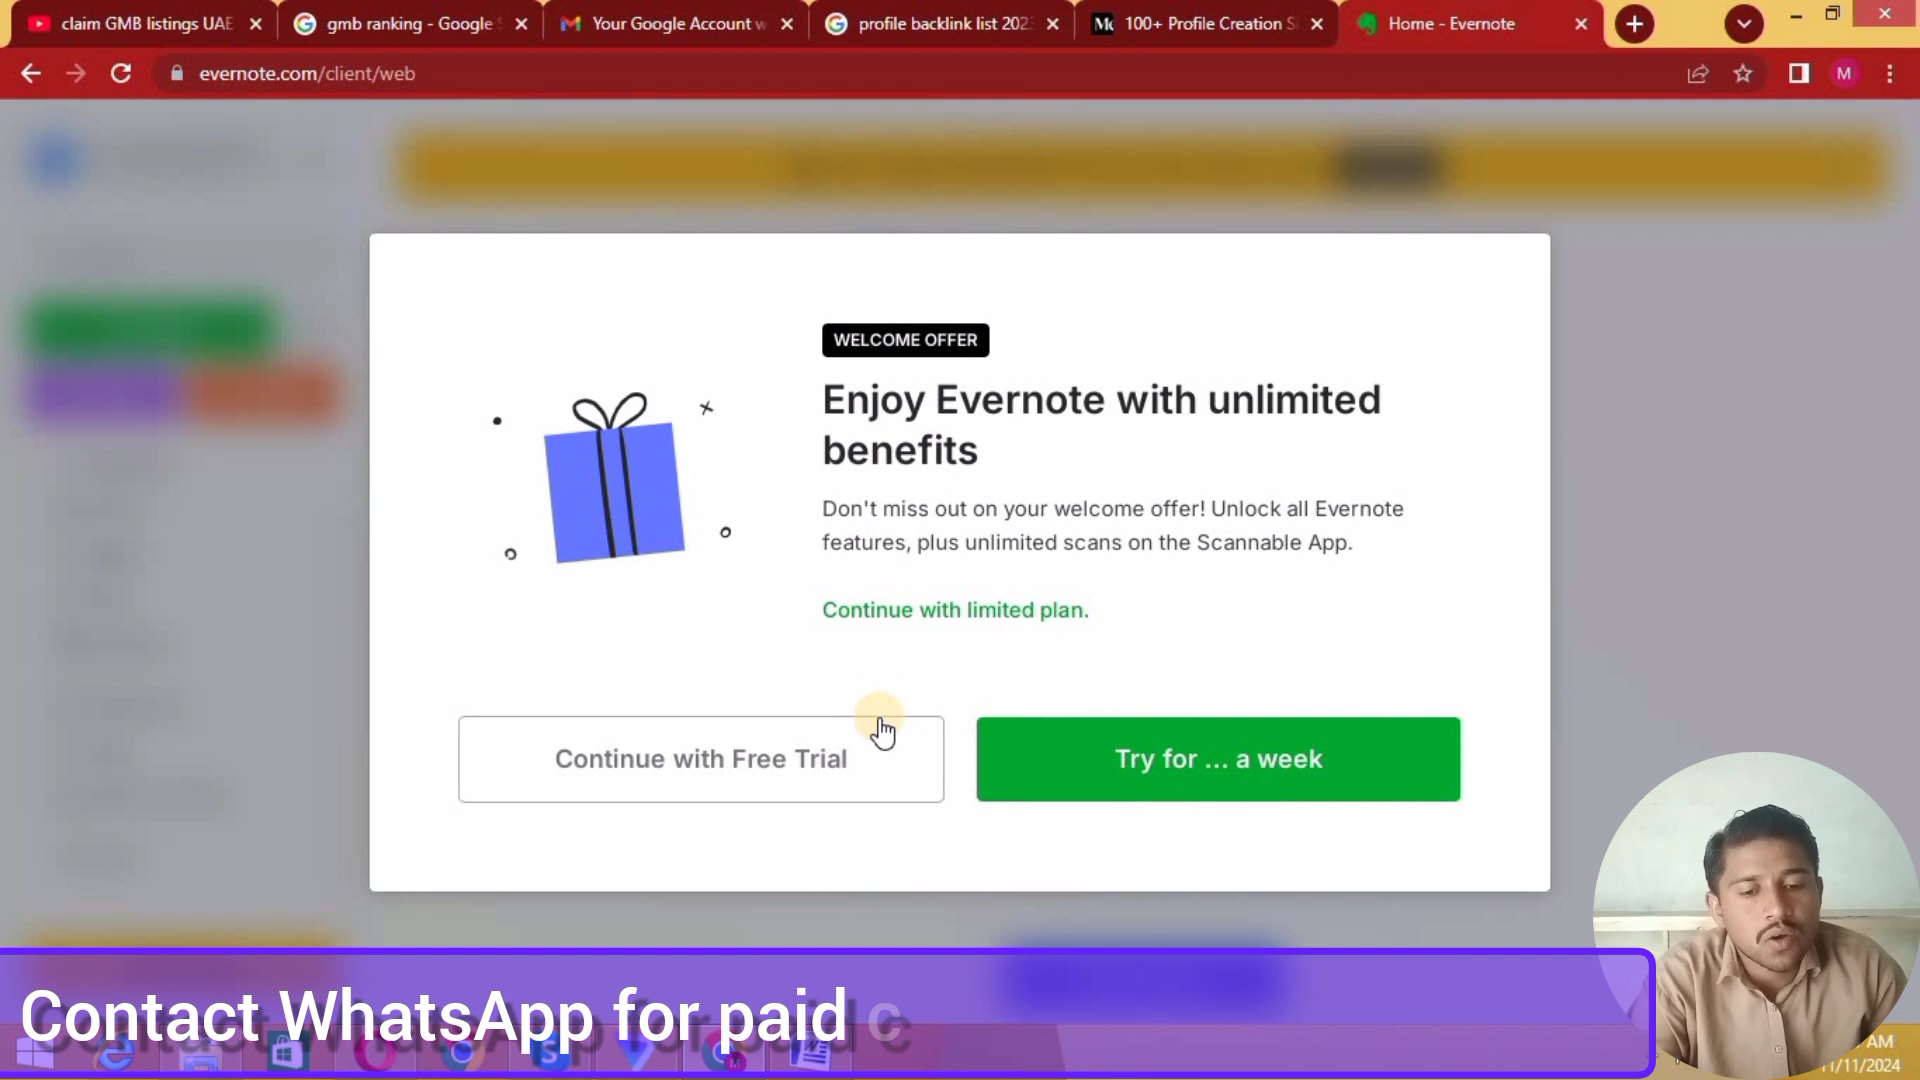 claim GMB listings UAE
gmb ranking - Google
Your Google Account
profile backlink list 202
100+ Profile Creation
Home - Evernote
evernote.com/client/web
M
WELCOME OFFER
Enjoy Evernote with unlimited
benefits
Don't miss out on your welcome offer! Unlock all Evernote
features, plus unlimited scans on the Scannable App.
Continue with limited plan.
Continue with Free Trial
Try for ... a week
Contact WhatsApp for paid c
AM
1/11/2024